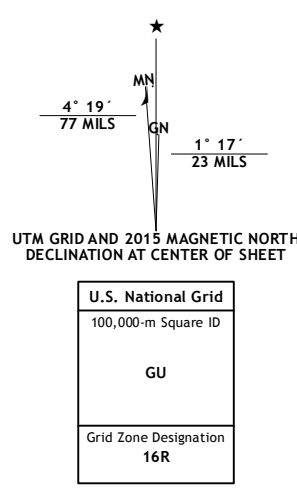 ★
MN
4° 19´
77 MILS
GN
1° 17´
23 MILS
UTM GRID AND 2015 MAGNETIC NORTH
DECLINATION AT CENTER OF SHEET
U.S. National Grid
100,000-m Square ID
GU
Grid Zone Designation
16R